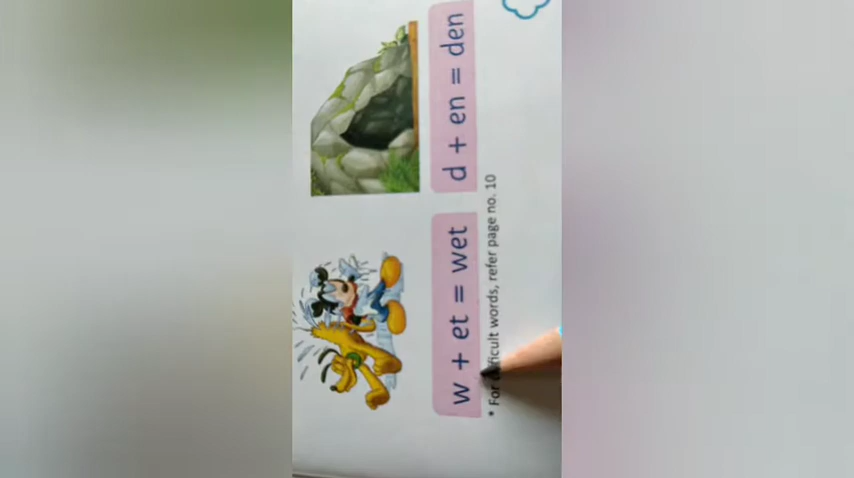 w + et = wet
d + en = den
* For difficult words, refer page no. 10